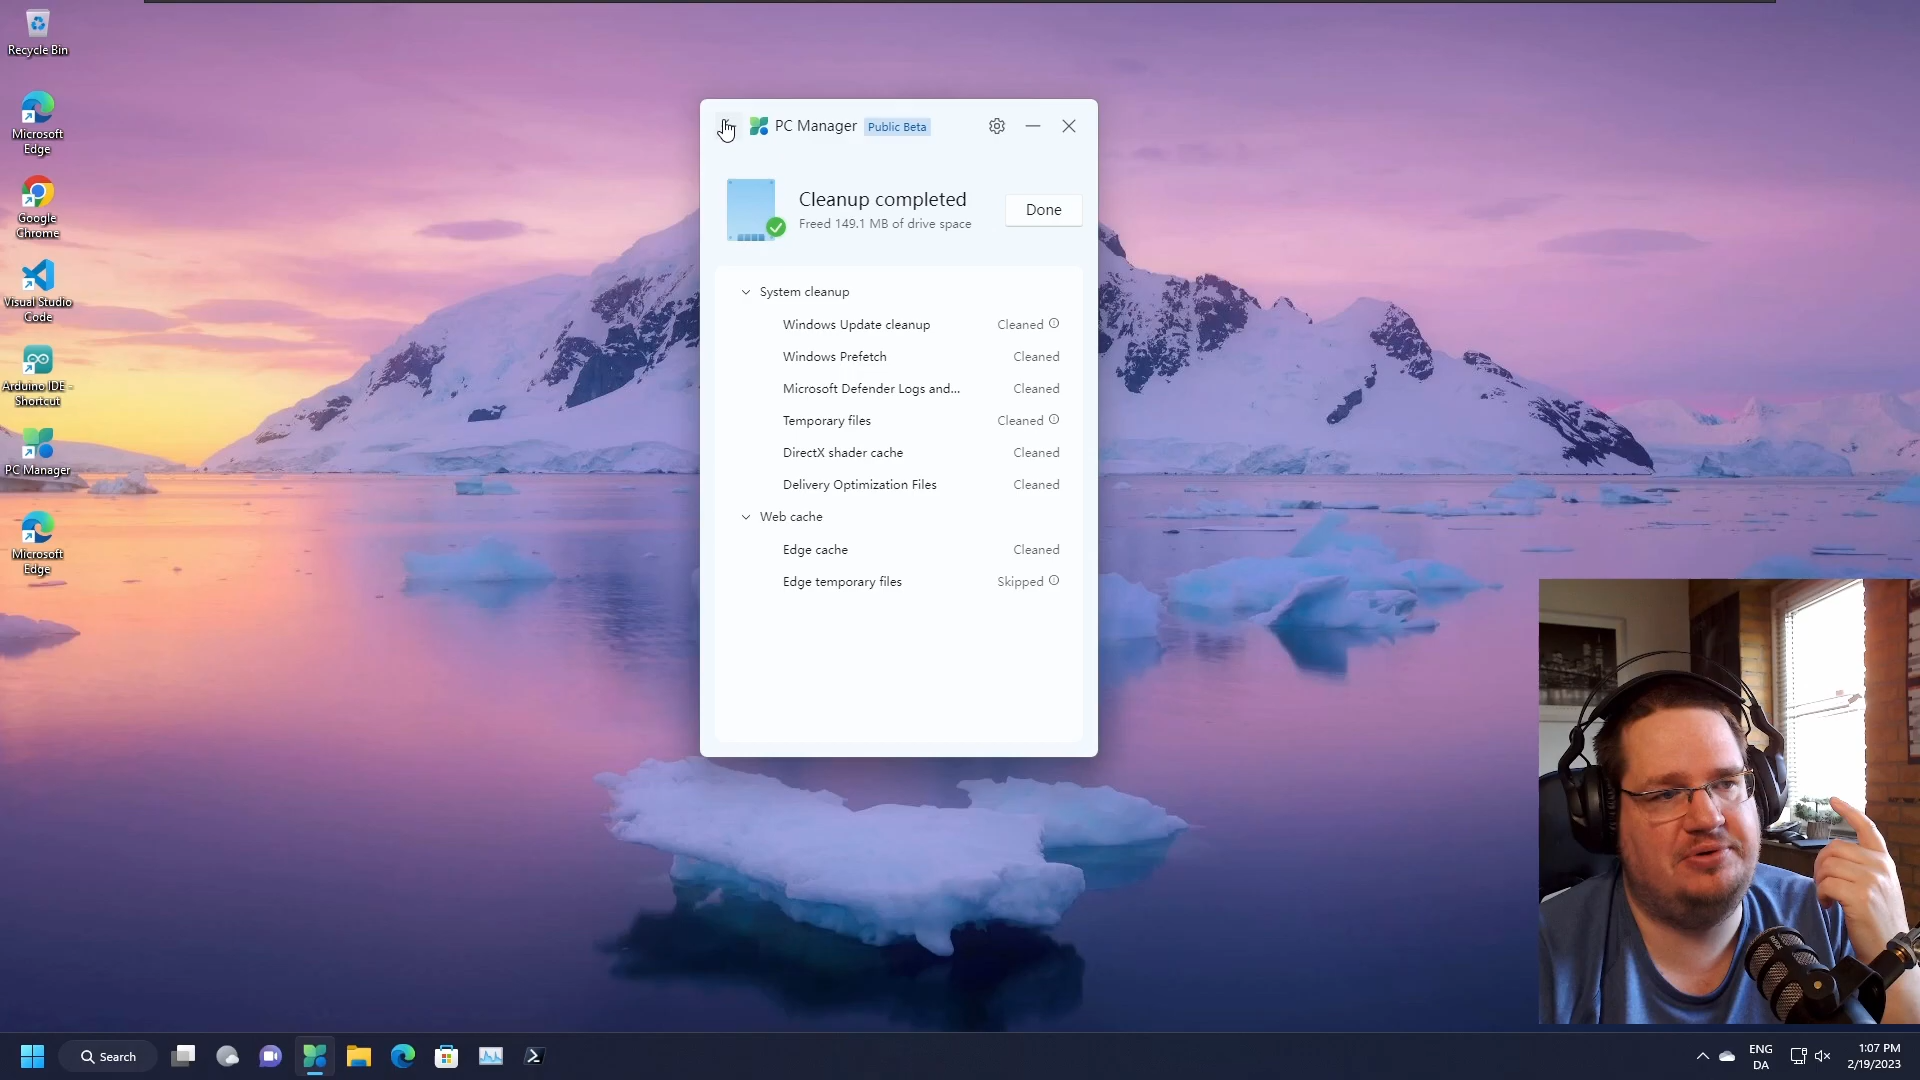 Recycle Bin
Microsoft
Edge
Google
Chrome
Visual Studio
Code
Arduino IDE -
Shortcut
PC Manager
Microsoft
Edge
PC Manager Public Beta
Cleanup completed
Freed 149.1 MB of drive space
Done
System cleanup
Windows Update cleanup Cleaned
Windows Prefetch Cleaned
Microsoft Defender Logs and... Cleaned
Temporary files Cleaned
DirectX shader cache Cleaned
Delivery Optimization Files Cleaned
Web cache
Edge cache Cleaned
Edge temporary files Skipped
RODE
Search
ENG
DA
1:07 PM
2/19/2023